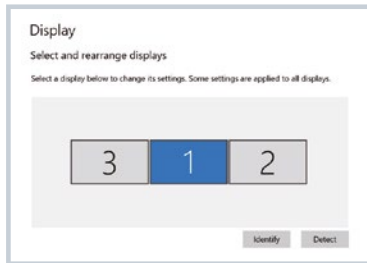 Display
Select and rearrange displays
Select a display below to change its settings. Some settings are applied to all displays.
3 1 2
Identify Detect